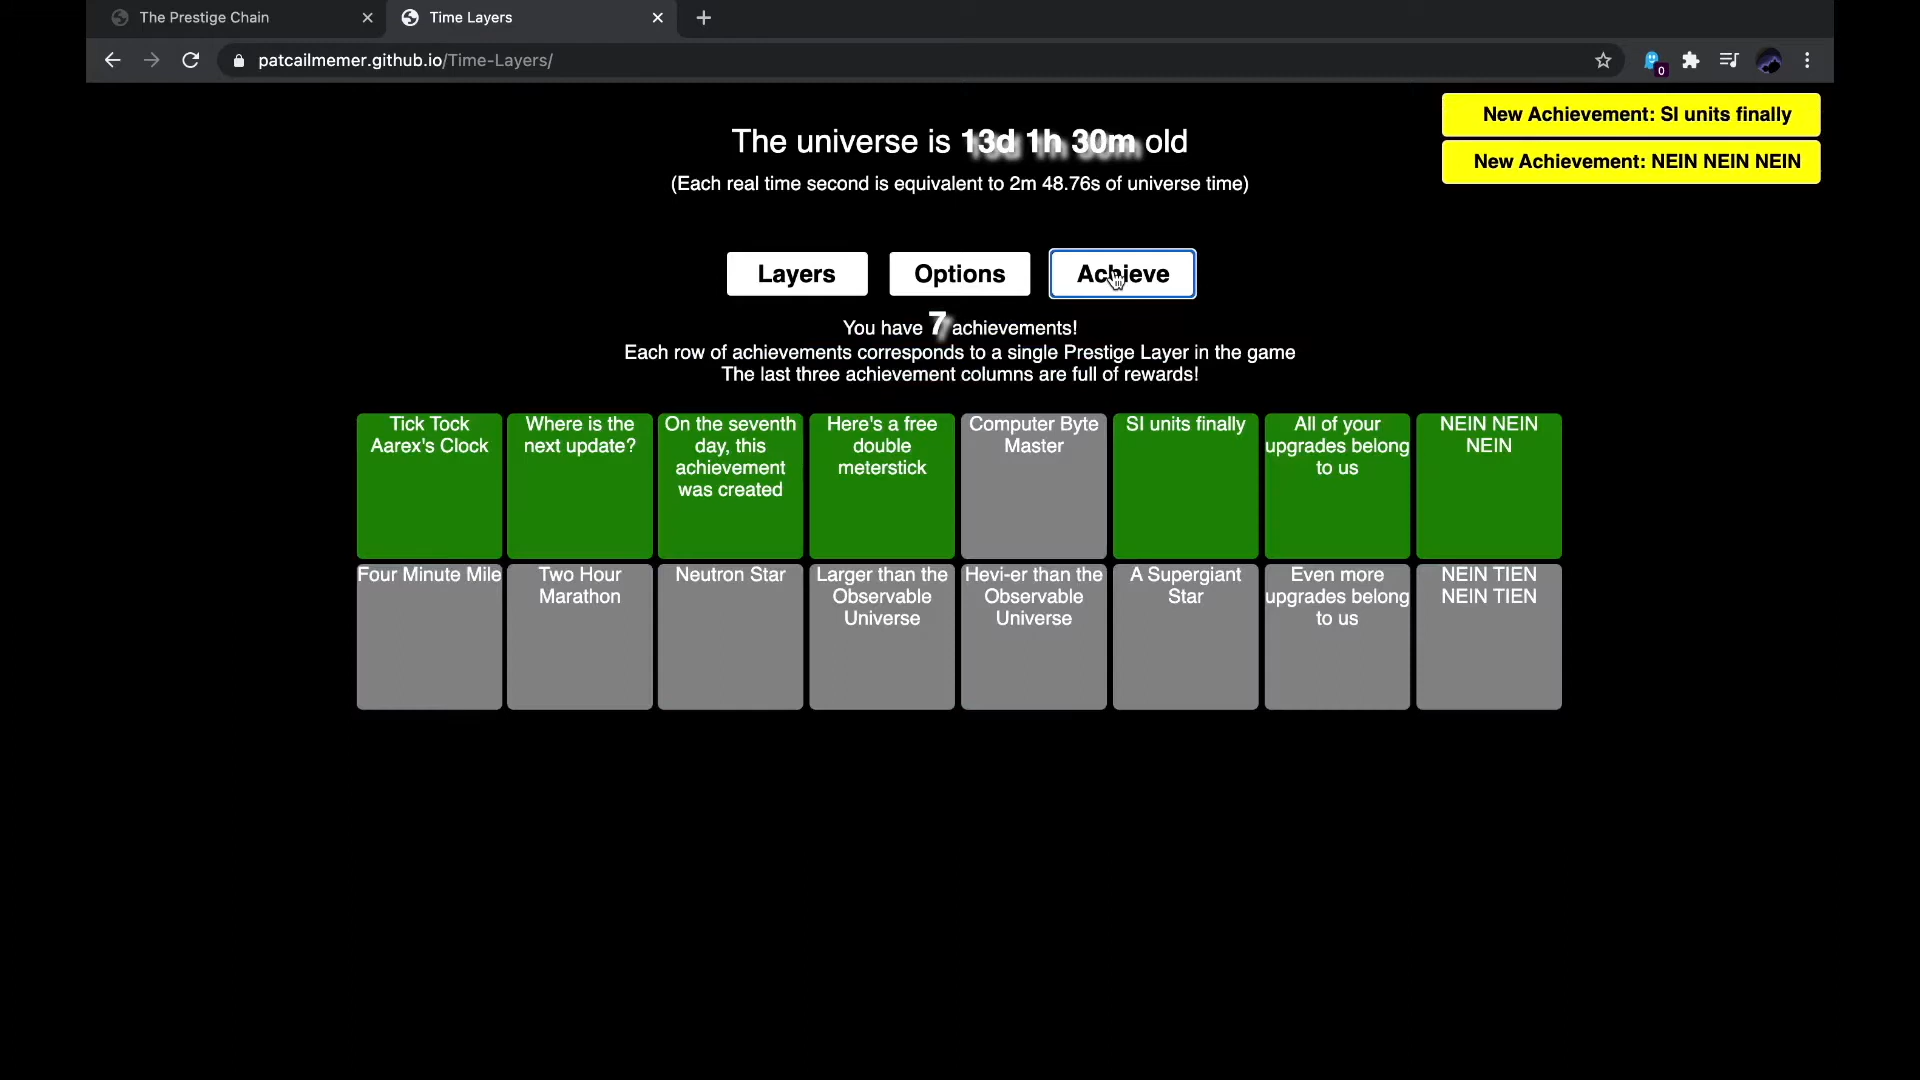 The Prestige Chain
Time Layers
patcailmemer.github.io/Time-Layers/
0
New Achievement: SI units finally
New Achievement: NEIN NEIN NEIN
The universe is 13d 1h 30m old
(Each real time second is equivalent to 2m 48.76s of universe time)
Layers
Options
Achieve
You have 7 achievements!
Each row of achievements corresponds to a single Prestige Layer in the game
The last three achievement columns are full of rewards!
Tick Tock
Aarex's Clock
Where is the
next update?
On the seventh
day, this
achievement
was created
Here's a free
double
meterstick
Computer Byte
Master
SI units finally
All of your
upgrades belong
to us
NEIN NEIN
NEIN
Four Minute Mile
Two Hour
Marathon
Neutron Star
Larger than the
Observable
Universe
Hevi-er than the
Observable
Universe
A Supergiant
Star
Even more
upgrades belong
to us
NEIN TIEN
NEIN TIEN